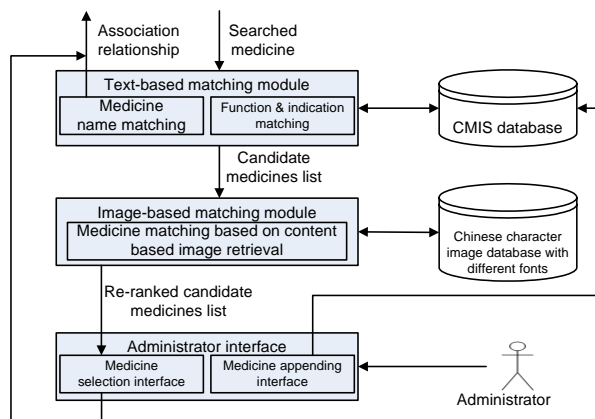 Association
relationship
Searched
medicine
Text-based matching module
Medicine
name matching
Function & indication
matching
CMIS database
Candidate
medicines list
Image-based matching module
Medicine matching based on content
based image retrieval
Chinese character
image database with
different fonts
Re-ranked candidate
medicines list
Administrator interface
Medicine
selection interface
Medicine appending
interface
Administrator